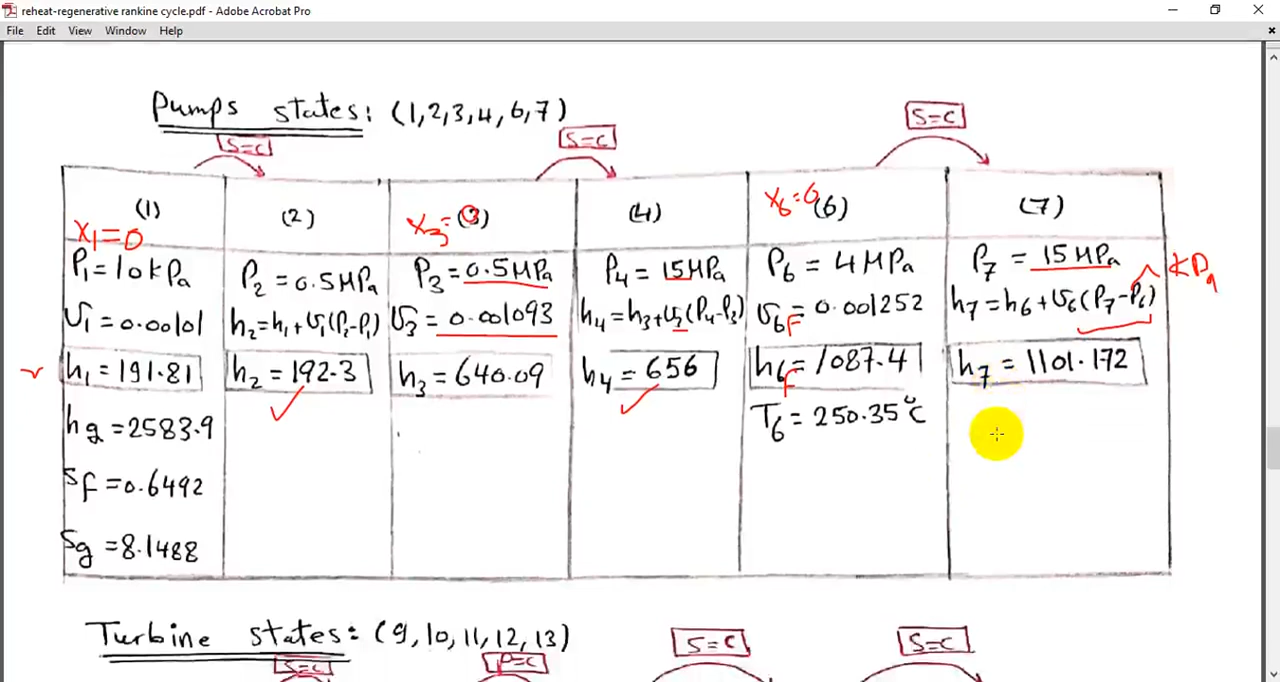 reheat-regenerative rankine cycle.pdf - Adobe Acrobat Pro
File Edit View Window Help
Pumps states: (1,2,3,4,6,7)
S=C
S=C
S=C
(1)
X₁=0
P₁=10kPa
υ₁=0.00101
h₁=191.81
hg=2583.9
Sf=0.6492
Sg=8.1488
(2)
P₂=0.5MPa
h₂=h₁+υ₁(P₂-P₁)
h₂=192.3
X₃=0 (3)
P₃=0.5MPa
υ₃=0.001093
h₃=640.09
(4)
P₄=15MPa
h₄=h₃+υ₃(P₄-P₃)
h₄=656
X₆=0 (6)
P₆=4MPa
υ₆f=0.001252
h₆f=1087.4
T₆=250.35°C
(7)
P₇=15MPa
kPa
h₇=h₆+υ₆(P₇-P₆)
h₇=1101.172
Turbine states: (9,10,11,12,13)
S=C
P=C
S=C
S=C